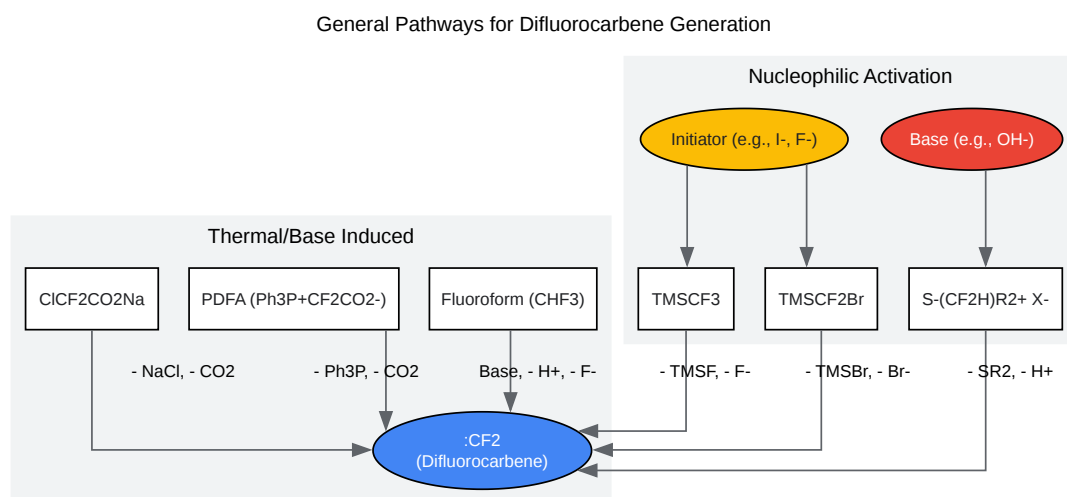 General Pathways for Difluorocarbene Generation
Nucleophilic Activation
Initiator (e.g., I-, F-)
Base (e.g., OH-)
Thermal/Base Induced
ClCF2CO2Na
PDFA (Ph3P+CF2CO2-)
Fluoroform (CHF3)
TMSCF3
TMSCF2Br
S-(CF2H)R2+ X-
- NaCl, - CO2
- Ph3P, - CO2
Base, - H+, - F-
- TMSF, - F-
- TMSBr, - Br-
- SR2, - H+
:CF2
(Difluorocarbene)